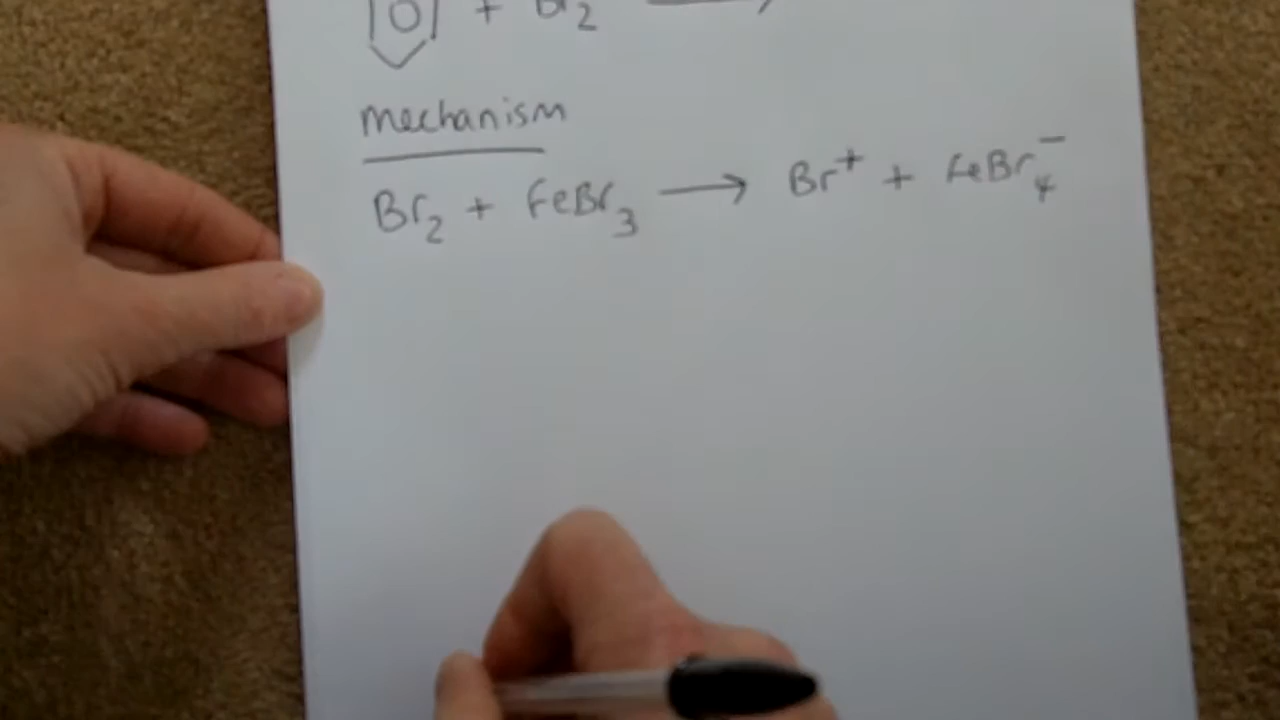 + Br₂ ⟶
mechanism
Br₂ + FeBr₃ ⟶ Br⁺ + FeBr₄⁻